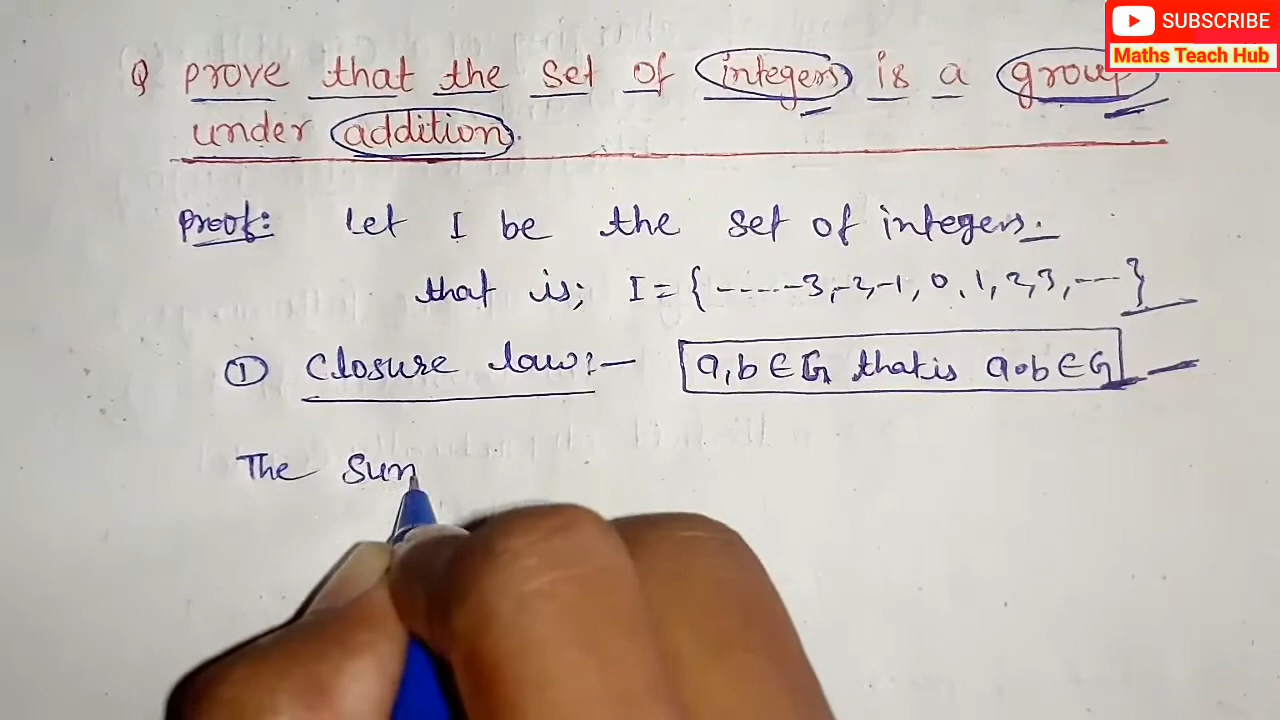 SUBSCRIBE
Maths Teach Hub
Q prove that the set of integers is a group
under addition.
proof: Let I be the set of integers.
that is; I = { ......-3,-2,-1, 0, 1, 2, 3, .... }
① Closure law:- a,b ∈ G that is a∘b ∈ G
The Sum